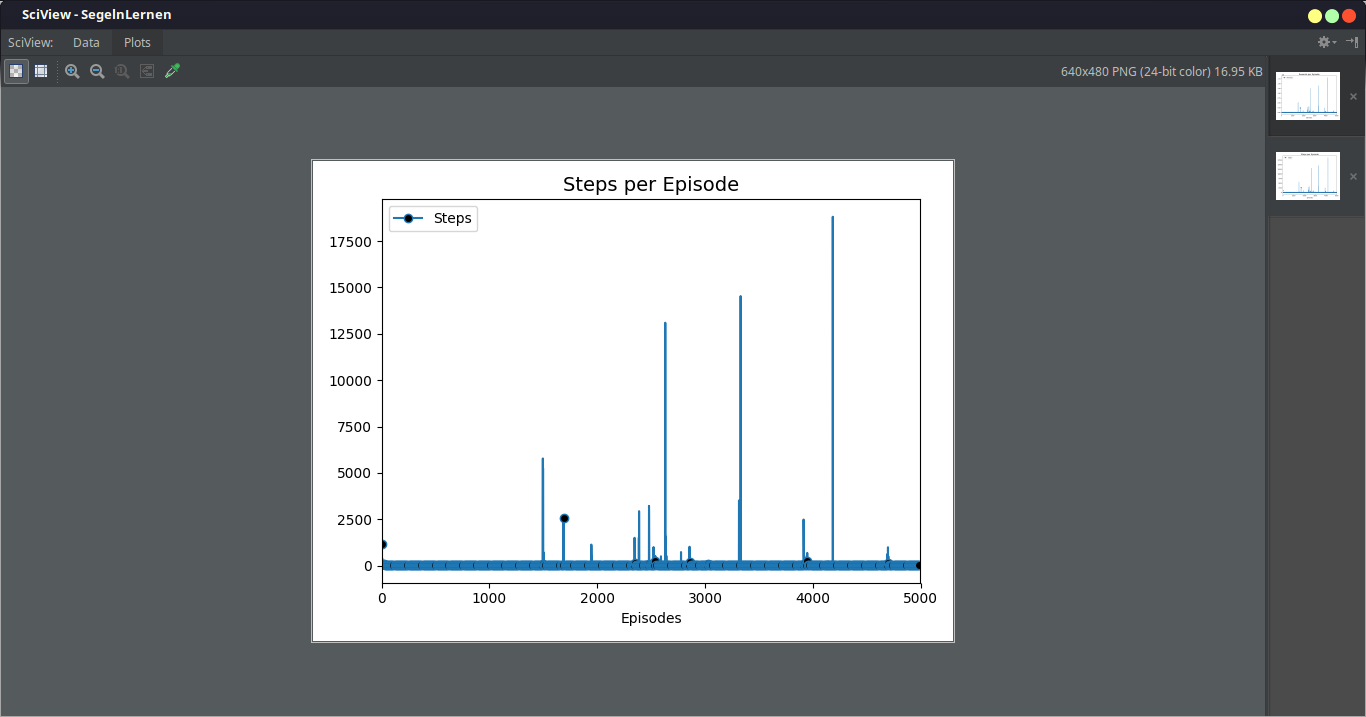 SciView - SegelnLernen
SciView: Data Plots
640x480 PNG (24-bit color) 16.95 KB
Steps per Episode
Steps
17500
15000
12500
10000
7500
5000
2500
0
0 1000 2000 3000 4000 5000
Episodes